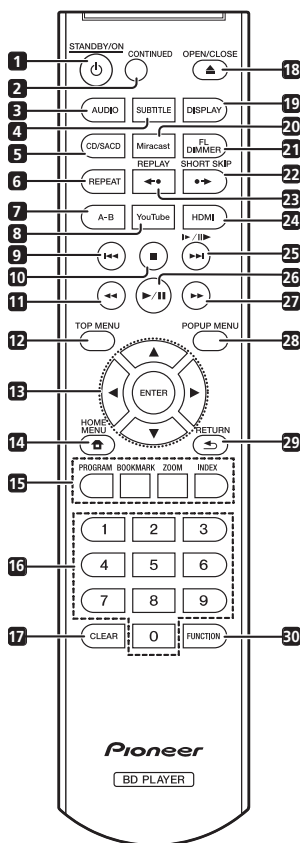 STANDBY/ON
CONTINUED
OPEN/CLOSE
1
2
18
3 AUDIO SUBTITLE DISPLAY 19
4
20
5 CD/SACD Miracast FL DIMMER 21
REPLAY SHORT SKIP
6 REPEAT 22
23
7 A-B YouTube HDMI 24
8
9 25
10
26
11 27
12 TOP MENU POPUP MENU 28
13 ENTER
14 HOME MENU RETURN 29
15 PROGRAM BOOKMARK ZOOM INDEX
1 2 3
16 4 5 6
7 8 9
17 CLEAR 0 FUNCTION 30
Pioneer
BD PLAYER